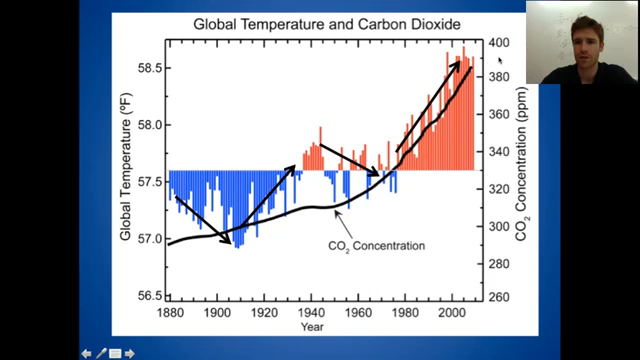 Global Temperature and Carbon Dioxide
Global Temperature (ºF)
58.5
58.0
57.5
57.0
56.5
400
380
360
340
320
300
280
260
CO2 Concentration (ppm)
CO2 Concentration
1880 1900 1920 1940 1960 1980 2000
Year